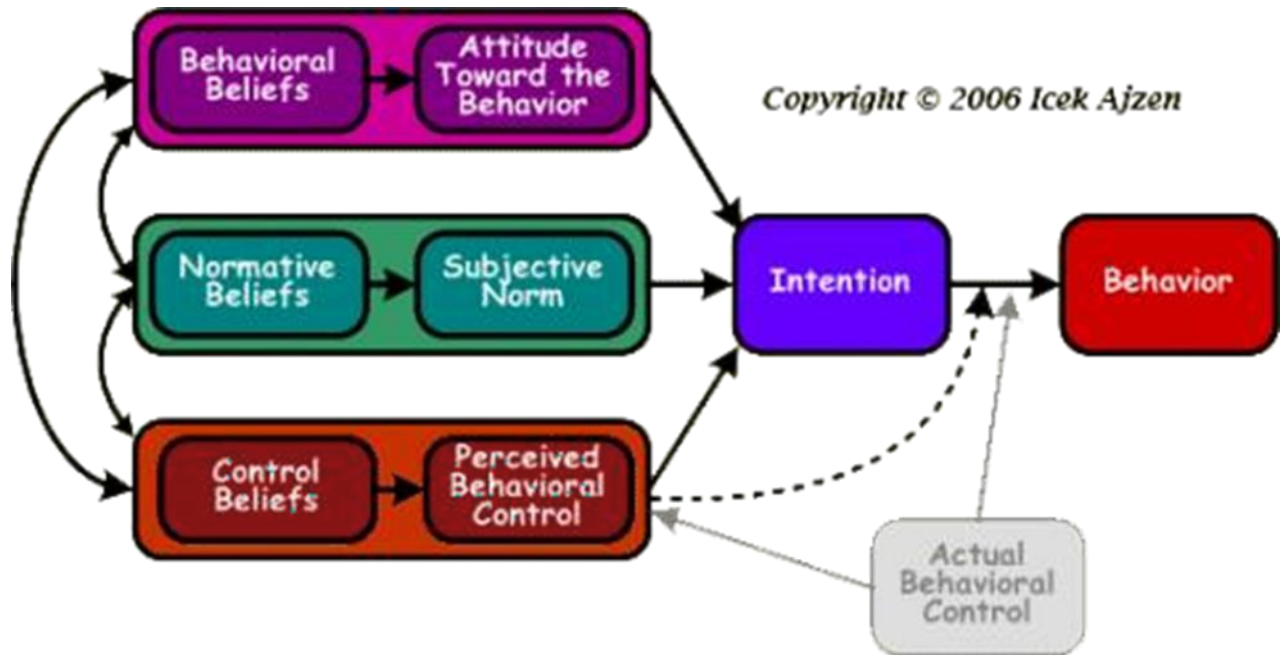 Behavioral
Beliefs
Attitude
Toward the
Behavior
Copyright © 2006 Icek Ajzen
Normative
Beliefs
Subjective
Norm
Intention
Behavior
Control
Beliefs
Perceived
Behavioral
Control
Actual
Behavioral
Control